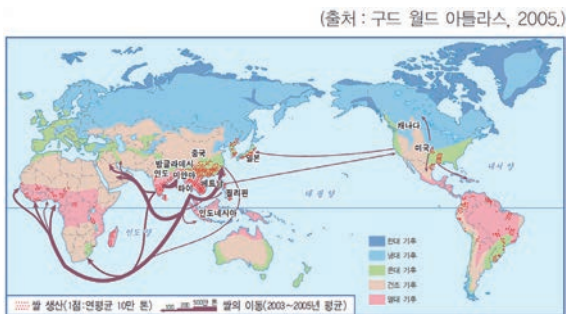 (출처 : 구드 월드 아틀라스, 2005.)
캐나다
미국
중국
일본
방글라데시
인도
미얀마
베트남
타이
필리핀
인도네시아
대서양
태평양
인도양
한대 기후
냉대 기후
온대 기후
건조 기후
열대 기후
쌀 생산(1점:연평균 10만 톤)
쌀의 이동(2003~2005년 평균)